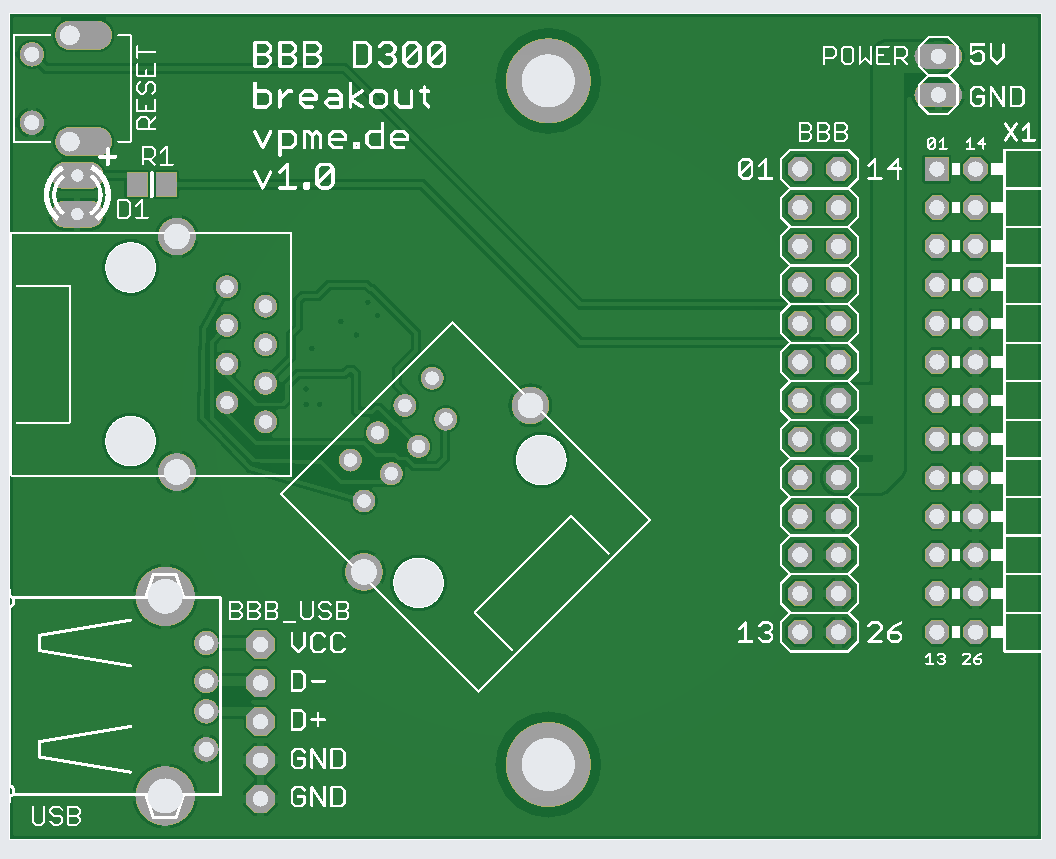 BBB D300
breakout
vpme.de
v1.0
RESET
+
R1
D1
POWER
5V
GND
BBB
01 14
X1
01 14
13 26
13 26
BBB_USB
VCC
D-
D+
GND
GND
USB